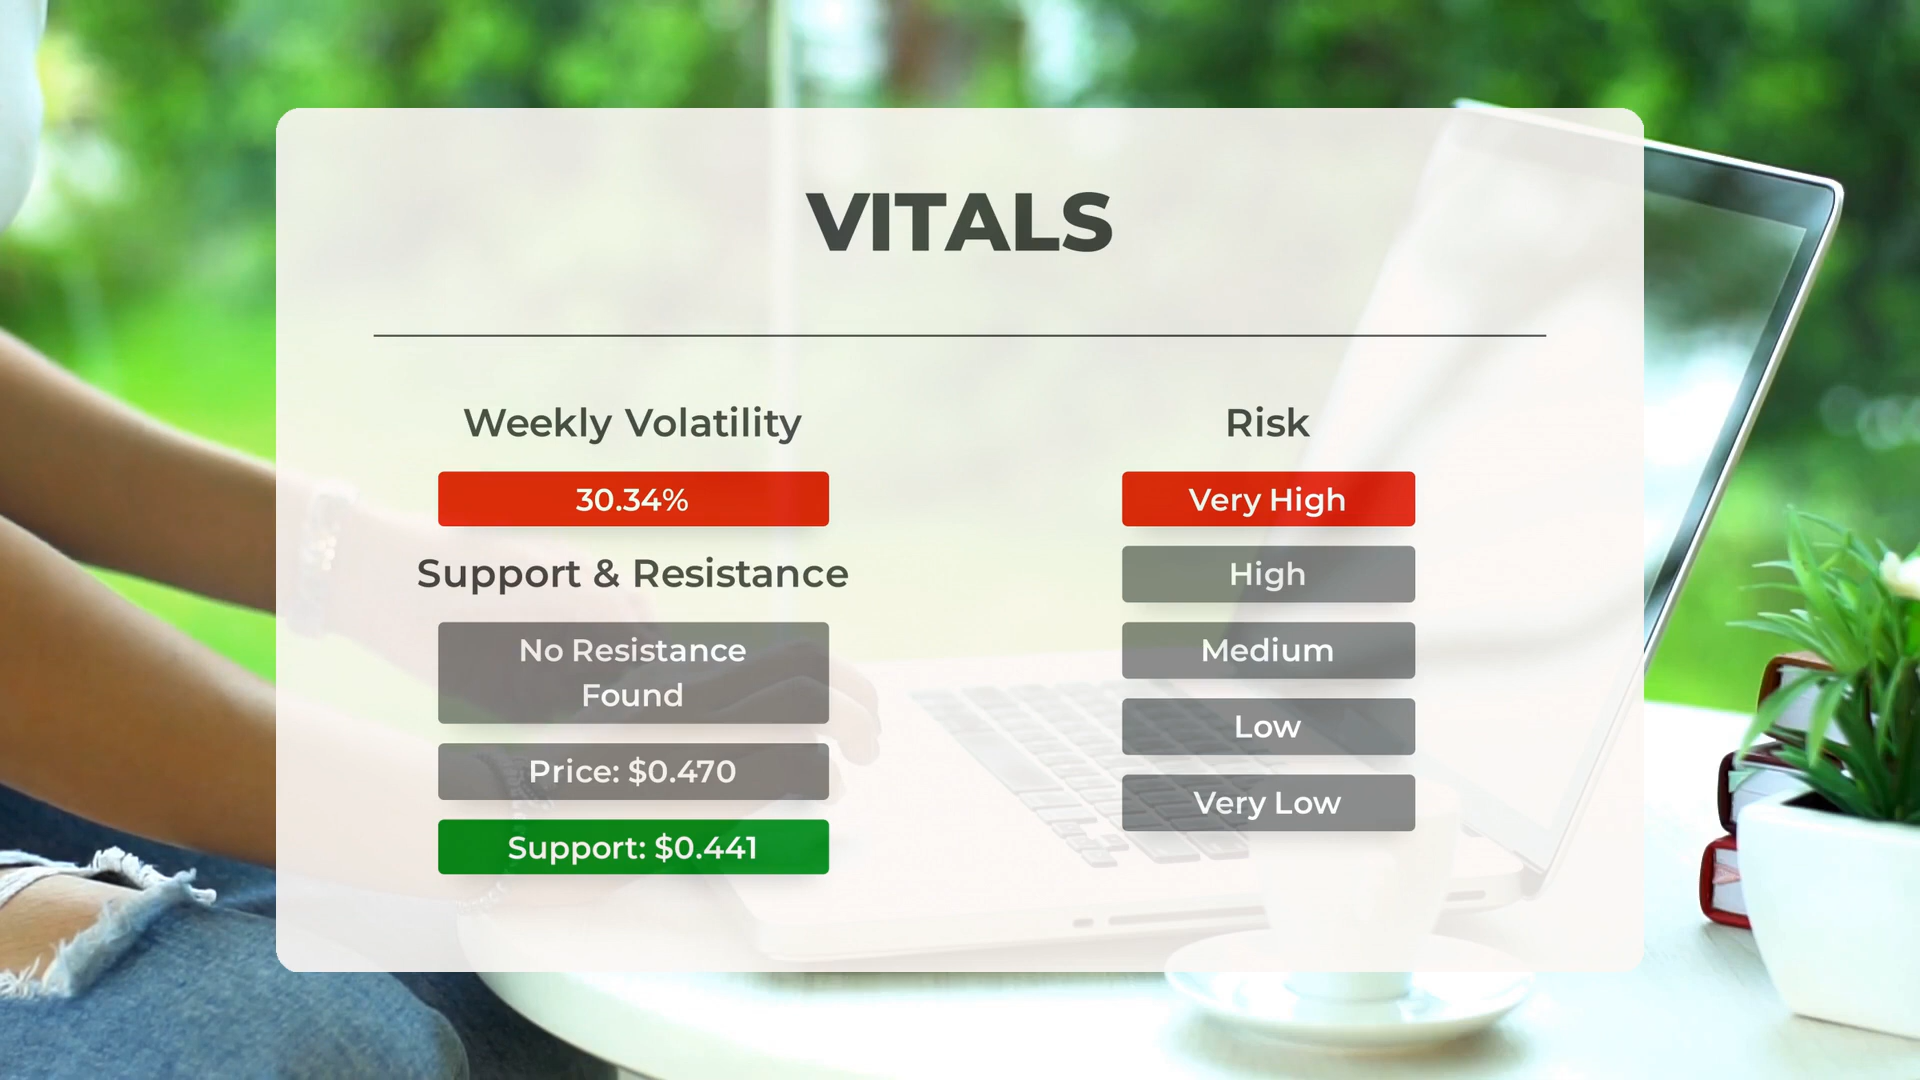 VITALS
Weekly Volatility
30.34%
Support & Resistance
No Resistance
Found
Price: $0.470
Support: $0.441
Risk
Very High
High
Medium
Low
Very Low